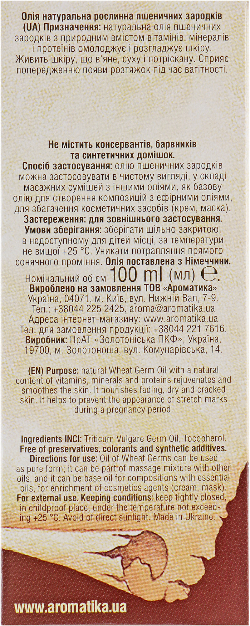 Олія натуральна рослинна пшеничних зародків
(UA) Призначення: натуральна олія пшеничних
зародків з природним вмістом вітамінів, мінералів
і протеїнів омолоджує і розгладжує шкіру.
Живить шкіру, що в'яне, суху і потріскану. Сприяє
попередженню появи розтяжок під час вагітності.
Не містить консервантів, барвників
та синтетичних домішок.
Спосіб застосування: олію пшеничних зародків
можна застосовувати в чистому вигляді, у складі
масажних сумішей з іншими оліями, як базову
олію для створення композицій з ефірними оліями,
для збагачення косметичних засобів (крем, маска).
Застереження: для зовнішнього застосування.
Умови зберігання: зберігати щільно закритою,
в недоступному для дітей місці, за температури
не вищої +25 °C. Уникати потрапляння прямого
сонячного проміння. Олія поставлена з Німеччини.
Номінальний об'єм 100 ml (мл) ℮.
Вироблено на замовлення ТОВ «Ароматика»
Україна, 04071, м. Київ, вул. Нижній Вал, 7-9.
Тел.: +38044 225 2425, aroma@aromatika.ua
Адреса інтернет-магазину: www.aromatika.ua
Тел. для замовлення продукції: +38044 221 7616.
Виробник: ПрАТ «Золотоніська ПКФ», Україна,
19700, м. Золотоноша, вул. Комунарівська, 14.
(EN) Purpose: natural Wheat Germ Oil with a natural
content of vitamins, minerals and proteins rejuvenates and
smoothes the skin. It nourishes fading, dry and cracked
skin. It helps to prevent the appearance of stretch marks
during a pregnancy period
Ingredients INCI: Triticum Vulgare Germ Oil, Tocopherol.
Free of preservatives, colorants and synthetic additives.
Directions for use: Oil of Wheat Germs can be used
as pure form; it can be part of massage mixture with other
oils, and it can be base oil for compositions with essential
oils, for enrichment of cosmetics agents (cream, mask).
For external use. Keeping conditions: keep tightly closed,
in childproof place, under the temperature not exceed-
ing +25 °C. Avoid of direct sunlight. Made in Ukraine.
www.aromatika.ua